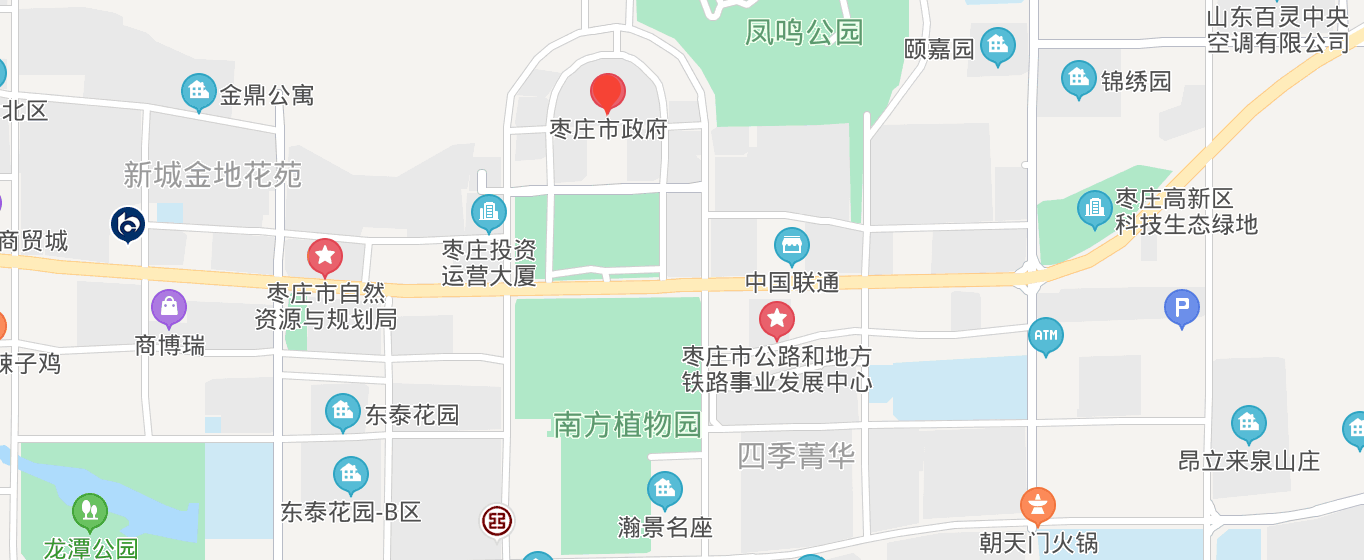 山东百灵中央
空调有限公司
凤鸣公园
颐嘉园
锦绣园
金鼎公寓
北区
枣庄市政府
新城金地花苑
枣庄高新区
科技生态绿地
商贸城
枣庄投资
运营大厦
中国联通
枣庄市自然
资源与规划局
P
商博瑞
ATM
枣庄市公路和地方
铁路事业发展中心
辣子鸡
东泰花园
南方植物园
四季菁华
昂立来泉山庄
东泰花园-B区
瀚景名座
龙潭公园
朝天门火锅